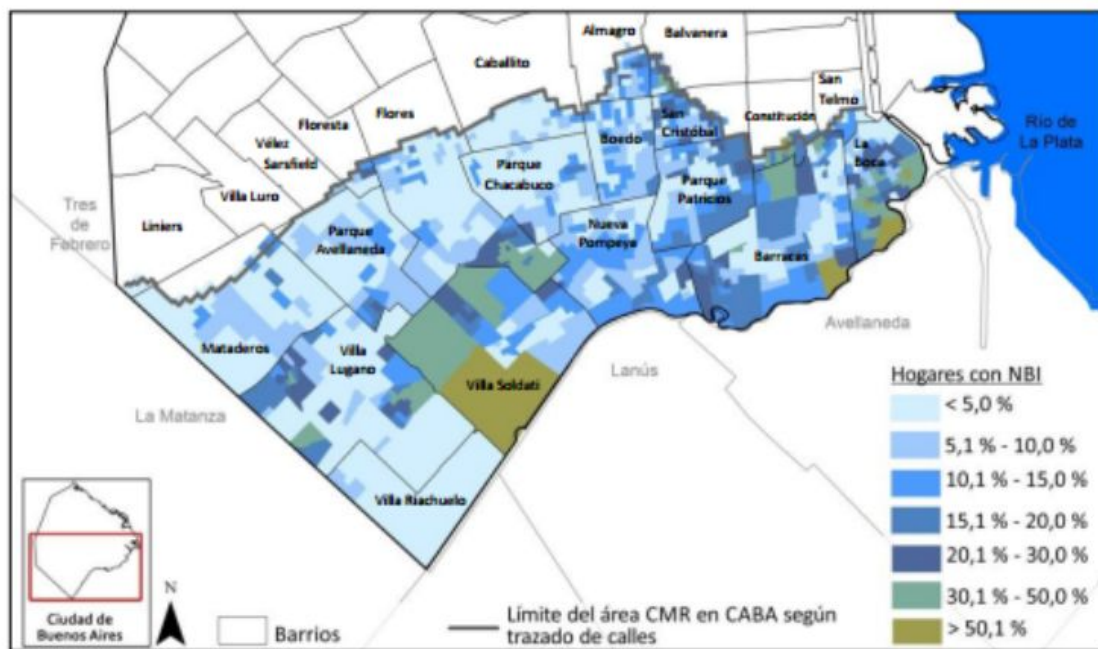 Almagro
Balvanera
Caballito
San
Telmo
Flores
Constitución
Floresta
San
Cristóbal
Río de
La Plata
Boedo
Vélez
Sarsfield
La
Boca
Parque
Chacabuco
Villa Luro
Parque
Patricios
Tres
de
Febrero
Liniers
Nueva
Pompeya
Parque
Avellaneda
Barracas
Avellaneda
Mataderos
Villa
Lugano
Lanús
Villa Soldati
La Matanza
Villa Riachuelo
Hogares con NBI
< 5,0 %
5,1 % - 10,0 %
10,1 % - 15,0 %
15,1 % - 20,0 %
20,1 % - 30,0 %
30,1 % - 50,0 %
> 50,1 %
Ciudad de
Buenos Aires
N
Barrios
Límite del área CMR en CABA según
trazado de calles